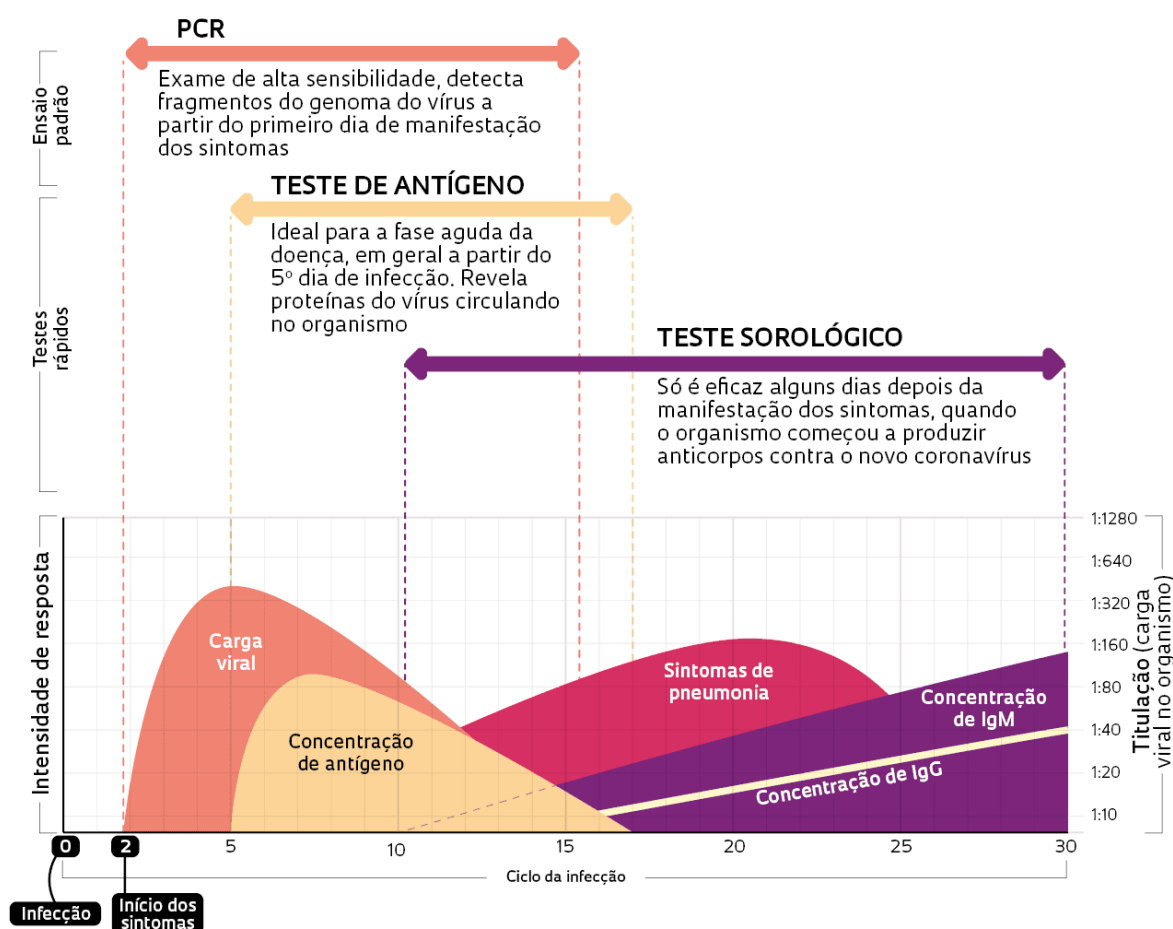 PCR
Exame de alta sensibilidade, detecta
fragmentos do genoma do vírus a
partir do primeiro dia de manifestação
dos sintomas
Ensaio
padrão
TESTE DE ANTÍGENO
Ideal para a fase aguda da
doença, em geral a partir do
5º dia de infecção. Revela
proteínas do vírus circulando
no organismo
Testes
rápidos
TESTE SOROLÓGICO
Só é eficaz alguns dias depois da
manifestação dos sintomas, quando
o organismo começou a produzir
anticorpos contra o novo coronavírus
Intensidade de resposta
Carga
viral
Concentração
de antígeno
Sintomas de
pneumonia
Concentração
de IgM
Concentração de IgG
1:1280
1:640
1:320
1:160
1:80
1:40
1:20
1:10
Titulação (carga
viral no organismo)
0
2
5
10
15
20
25
30
Ciclo da infecção
Infecção
Início dos
sintomas